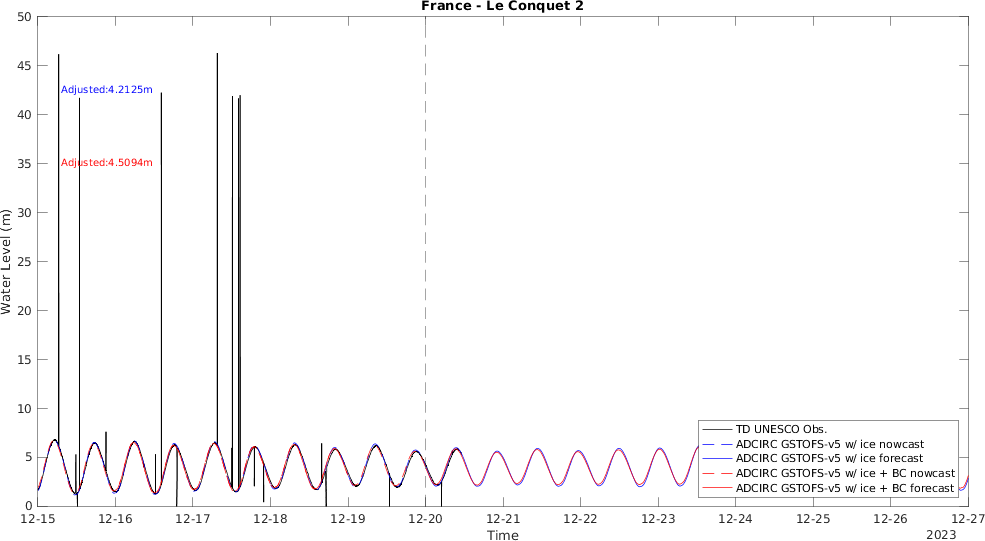 France - Le Conquet 2
50
45
40
35
30
25
20
15
10
5
0
Water Level (m)
Adjusted:4.2125m
Adjusted:4.5094m
TD UNESCO Obs.
ADCIRC GSTOFS-v5 w/ ice nowcast
ADCIRC GSTOFS-v5 w/ ice forecast
ADCIRC GSTOFS-v5 w/ ice + BC nowcast
ADCIRC GSTOFS-v5 w/ ice + BC forecast
12-15 12-16 12-17 12-18 12-19 12-20 12-21 12-22 12-23 12-24 12-25 12-26 12-27
Time
2023